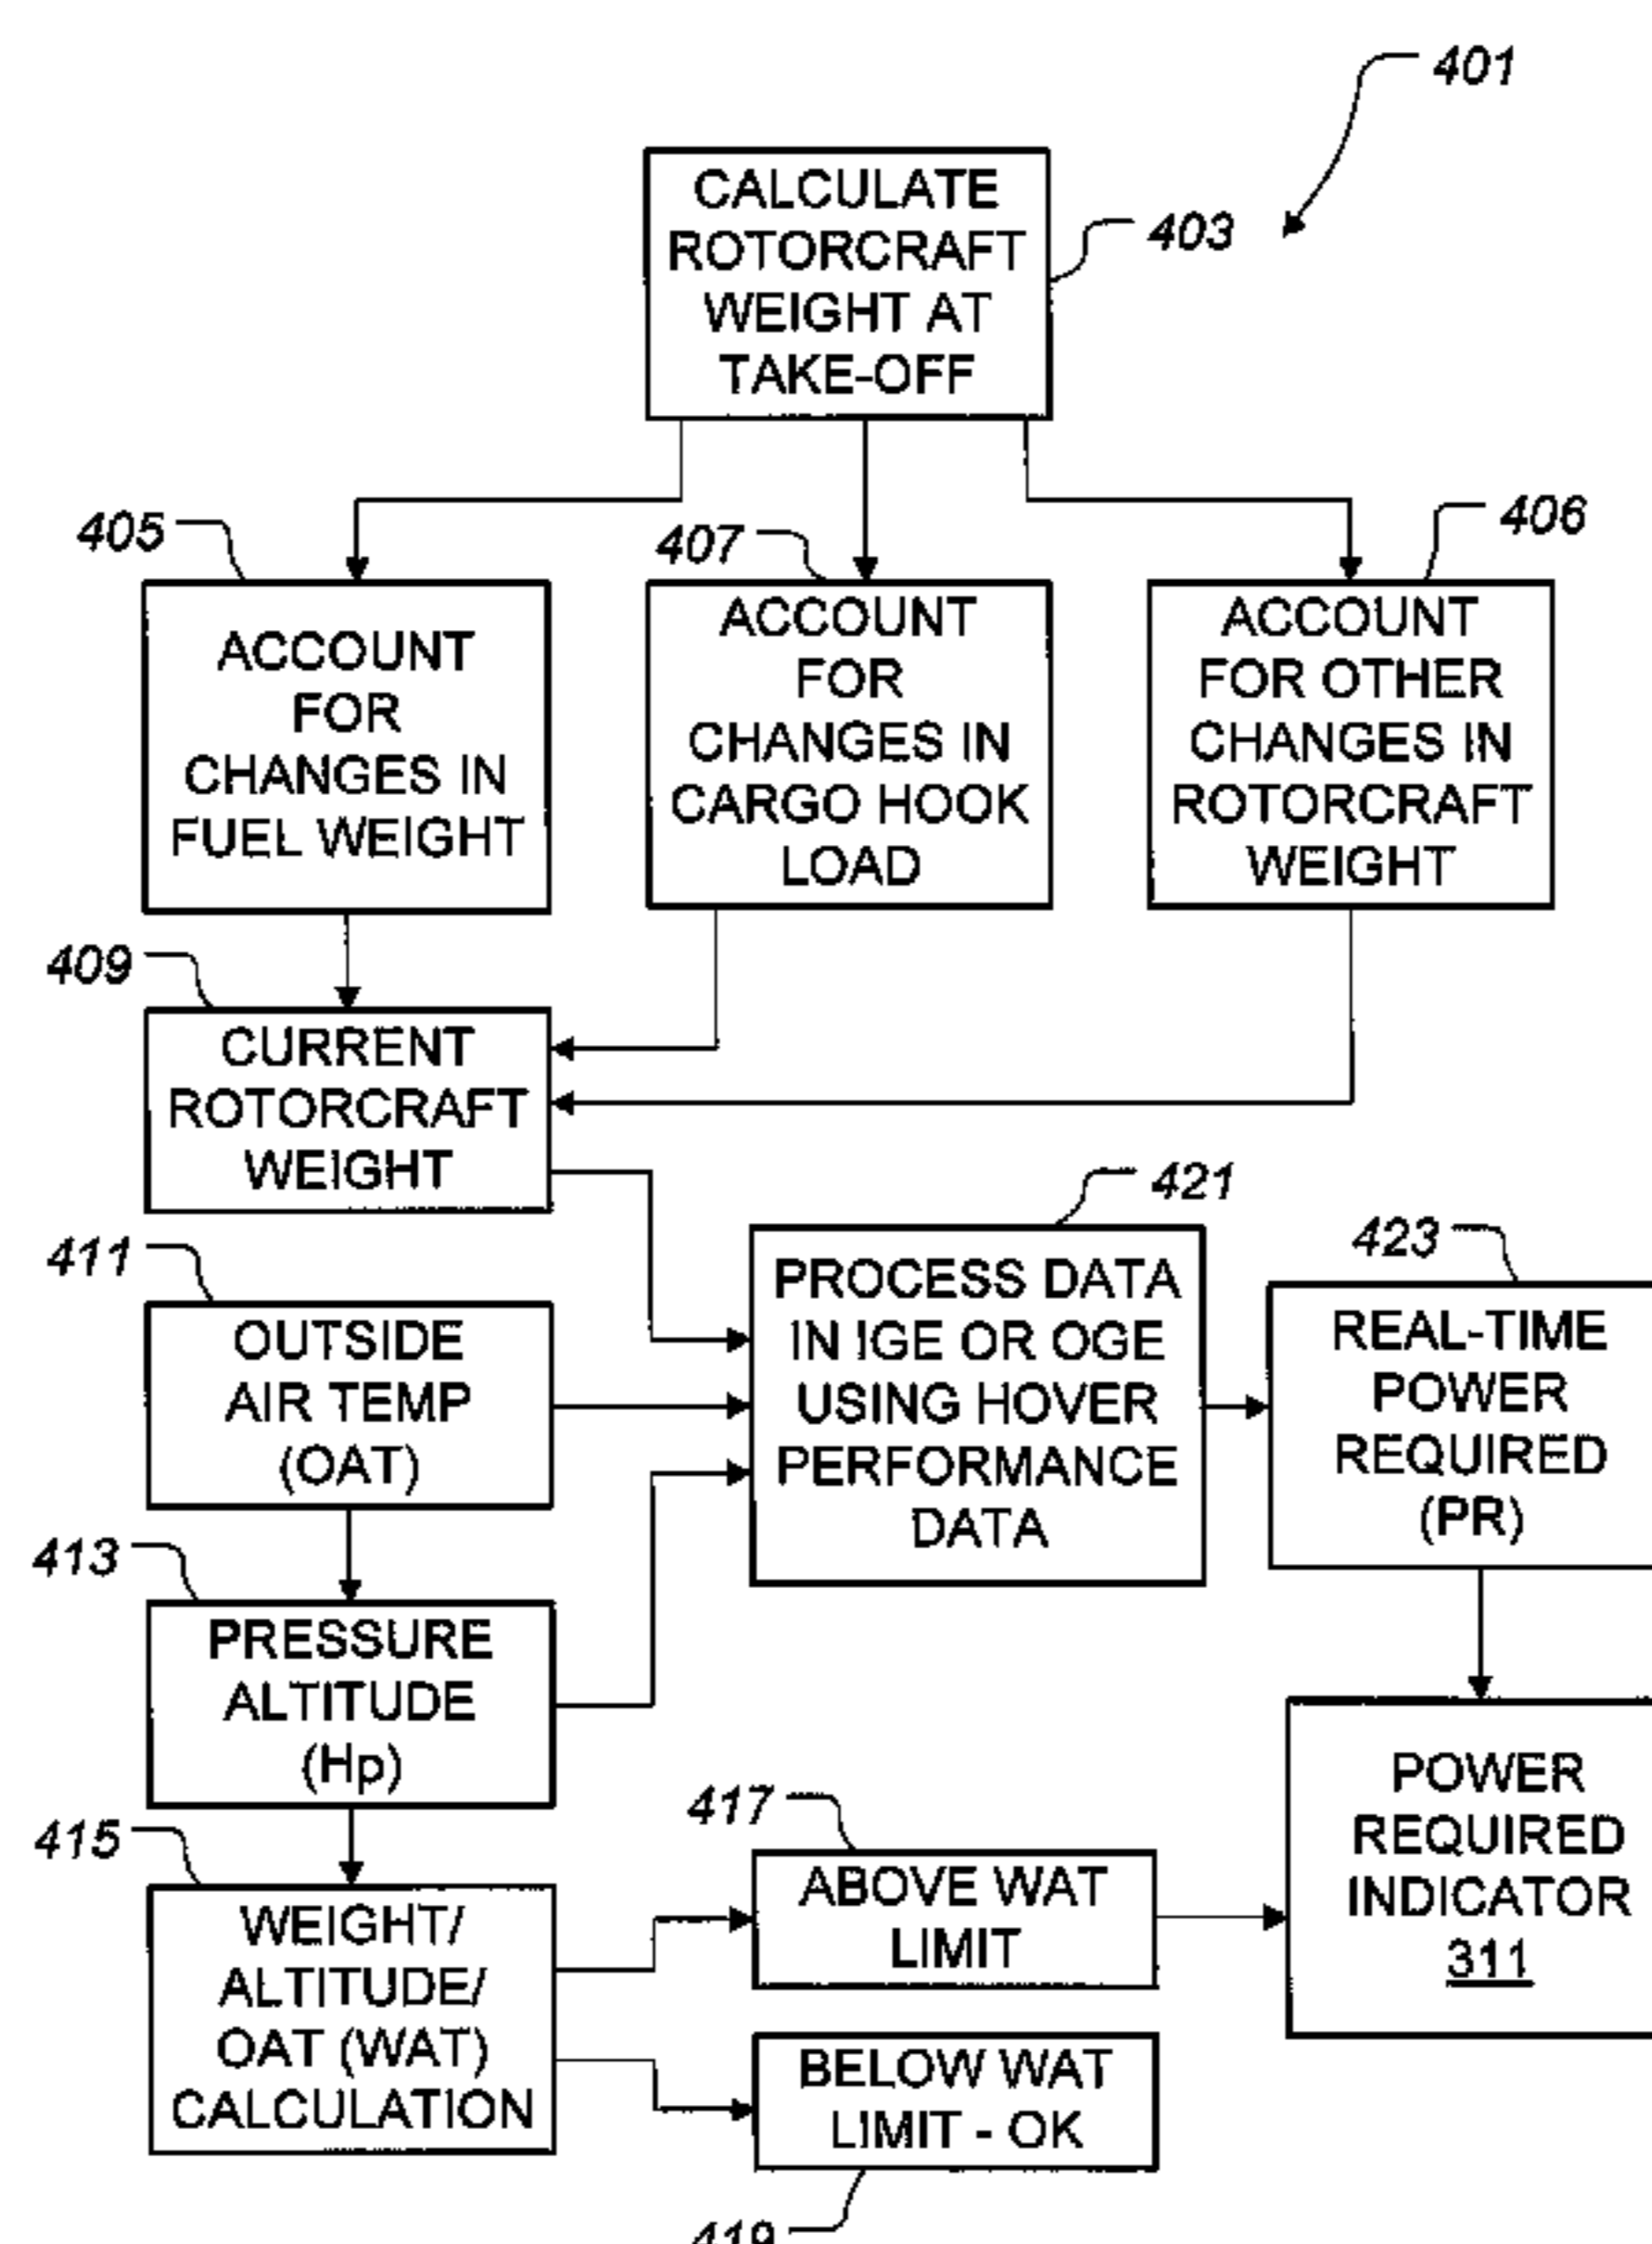 401
CALCULATE
ROTORCRAFT
WEIGHT AT
TAKE-OFF
403
405
407
406
ACCOUNT
FOR
CHANGES IN
FUEL WEIGHT
ACCOUNT
FOR
CHANGES IN
CARGO HOOK
LOAD
ACCOUNT
FOR OTHER
CHANGES IN
ROTORCRAFT
WEIGHT
409
CURRENT
ROTORCRAFT
WEIGHT
411
OUTSIDE
AIR TEMP
(OAT)
421
PROCESS DATA
IN IGE OR OGE
USING HOVER
PERFORMANCE
DATA
423
REAL-TIME
POWER
REQUIRED
(PR)
413
PRESSURE
ALTITUDE
(Hp)
415
WEIGHT/
ALTITUDE/
OAT (WAT)
CALCULATION
417
ABOVE WAT
LIMIT
POWER
REQUIRED
INDICATOR
311
BELOW WAT
LIMIT - OK
419